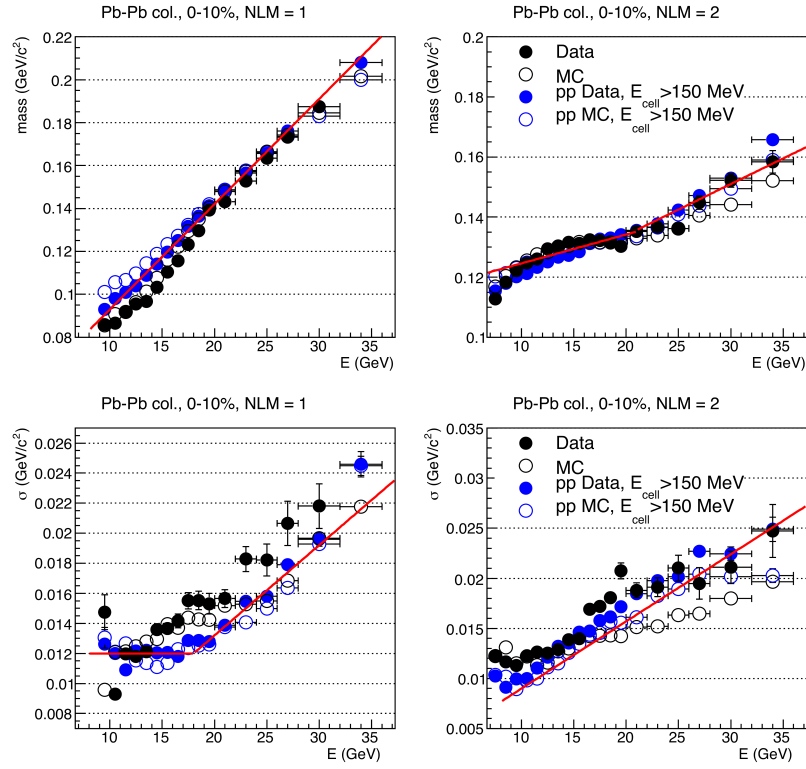 Pb-Pb col., 0-10%, NLM = 1
mass (GeV/c²)
0.22
0.2
0.18
0.16
0.14
0.12
0.1
0.08
10 15 20 25 30 35
E (GeV)
Pb-Pb col., 0-10%, NLM = 2
mass (GeV/c²)
0.2
0.18
0.16
0.14
0.12
0.1
Data
MC
pp Data, E_cell>150 MeV
pp MC, E_cell>150 MeV
10 15 20 25 30 35
E (GeV)
Pb-Pb col., 0-10%, NLM = 1
σ (GeV/c²)
0.026
0.024
0.022
0.02
0.018
0.016
0.014
0.012
0.01
0.008
10 15 20 25 30 35
E (GeV)
Pb-Pb col., 0-10%, NLM = 2
σ (GeV/c²)
0.035
0.03
0.025
0.02
0.015
0.01
0.005
Data
MC
pp Data, E_cell>150 MeV
pp MC, E_cell>150 MeV
10 15 20 25 30 35
E (GeV)